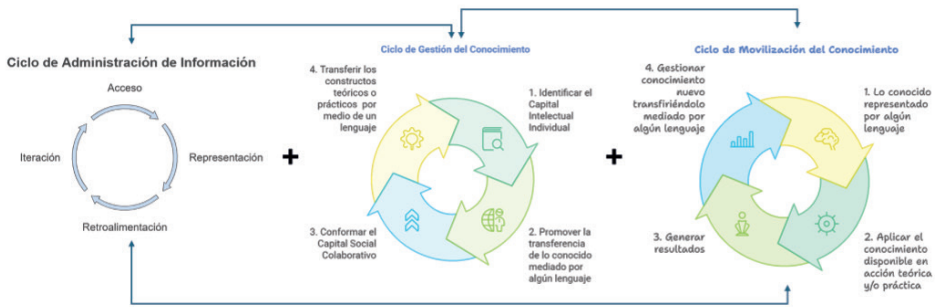 Ciclo de Administración de Información
Acceso
Representación
Retroalimentación
Iteración
+
Ciclo de Gestión del Conocimiento
1. Identificar el
Capital
Intelectual
Individual
2. Promover la
transferencia
de lo conocido
mediado por
algún lenguaje
3. Conformar el
Capital Social
Colaborativo
4. Transferir los
constructos
teóricos o
prácticos por
medio de un
lenguaje
+
Ciclo de Movilización del Conocimiento
1. Lo conocido
representado
por algún
lenguaje
2. Aplicar el
conocimiento
disponible en
acción teórica
y/o práctica
3. Generar
resultados
4. Gestionar
conocimiento
nuevo
transfiriéndolo
mediado por
algún lenguaje